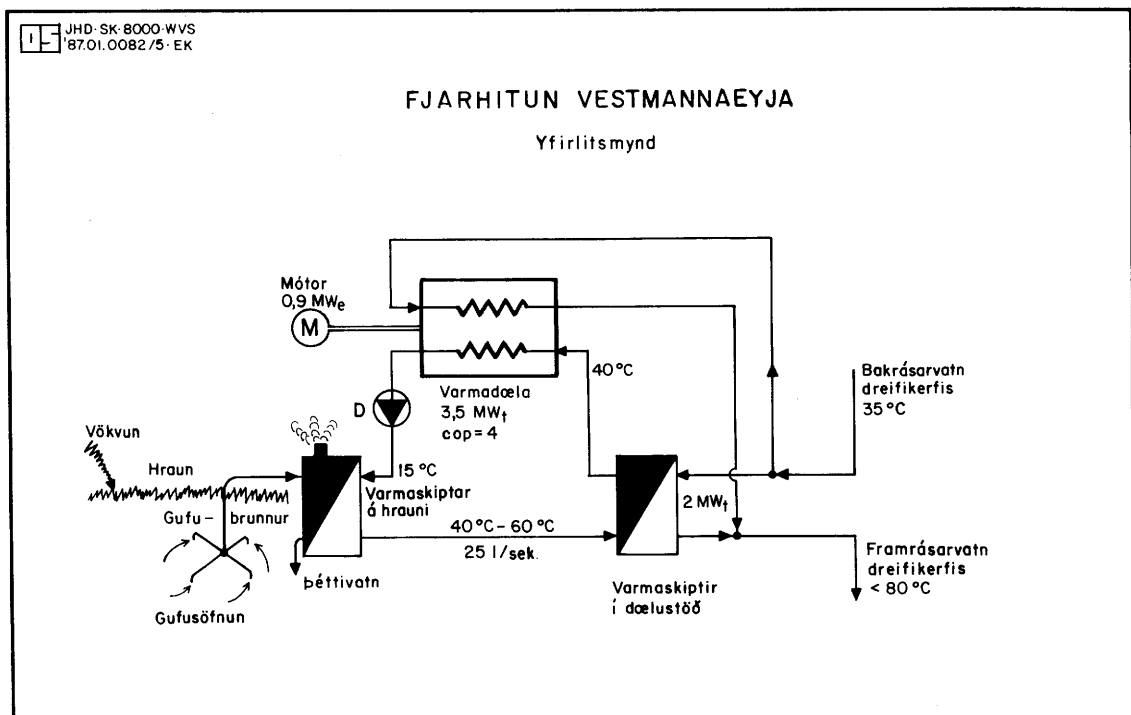 JHD·SK·8000·WVS
'87.01.0082/5·EK
FJARHITUN VESTMANNAEYJA
Yfirlitsmynd
Mótor
0,9 MWe
M
40°C
Varmadœla
3,5 MWt
cop=4
D
Bakrásarvatn
dreifikerfis
35°C
Vökvun
Hraun
15°C
Varmaskiptar
á hrauni
2 MWt
Gufu-brunnur
40°C-60°C
25 l/sek.
Framrásarvatn
dreifikerfis
<80°C
Þéttivatn
Gufusöfnun
Varmaskiptir
í dœlustöð